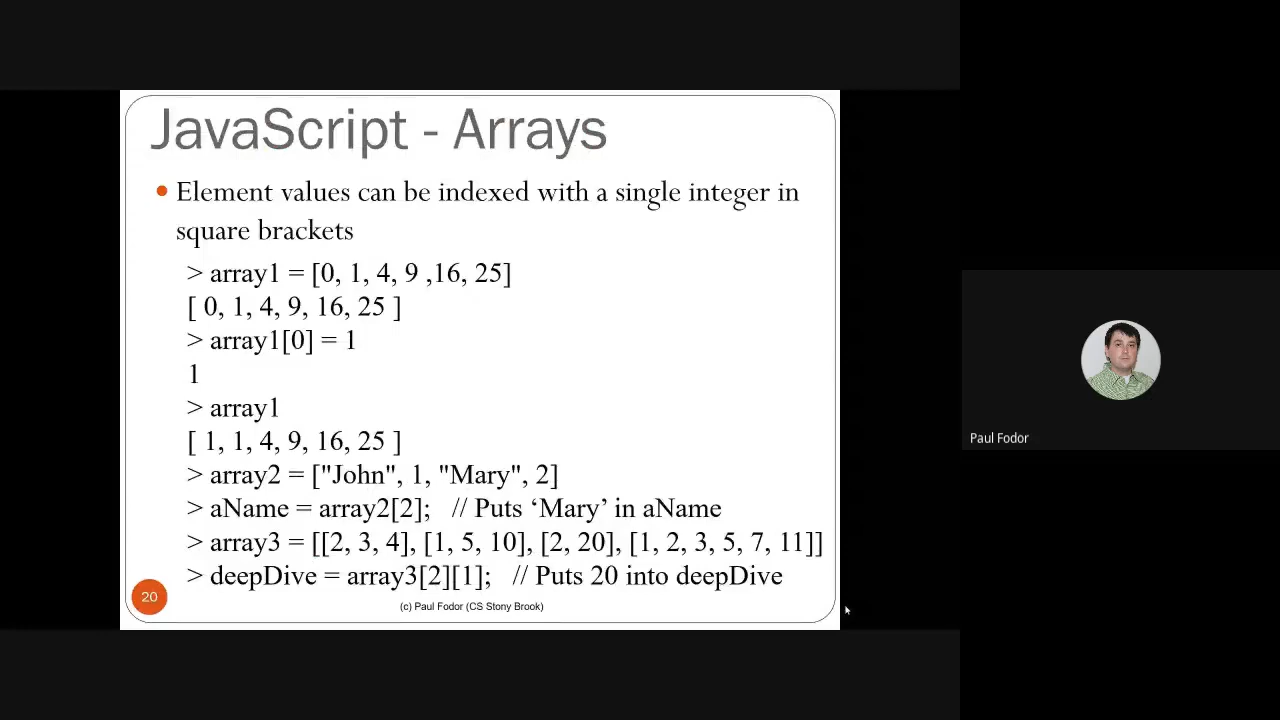 JavaScript - Arrays
Element values can be indexed with a single integer in
square brackets
> array1 = [0, 1, 4, 9 ,16, 25]
[ 0, 1, 4, 9, 16, 25 ]
> array1[0] = 1
1
> array1
[ 1, 1, 4, 9, 16, 25 ]
> array2 = ["John", 1, "Mary", 2]
> aName = array2[2]; // Puts ‘Mary’ in aName
> array3 = [[2, 3, 4], [1, 5, 10], [2, 20], [1, 2, 3, 5, 7, 11]]
> deepDive = array3[2][1]; // Puts 20 into deepDive
20
(c) Paul Fodor (CS Stony Brook)
Paul Fodor